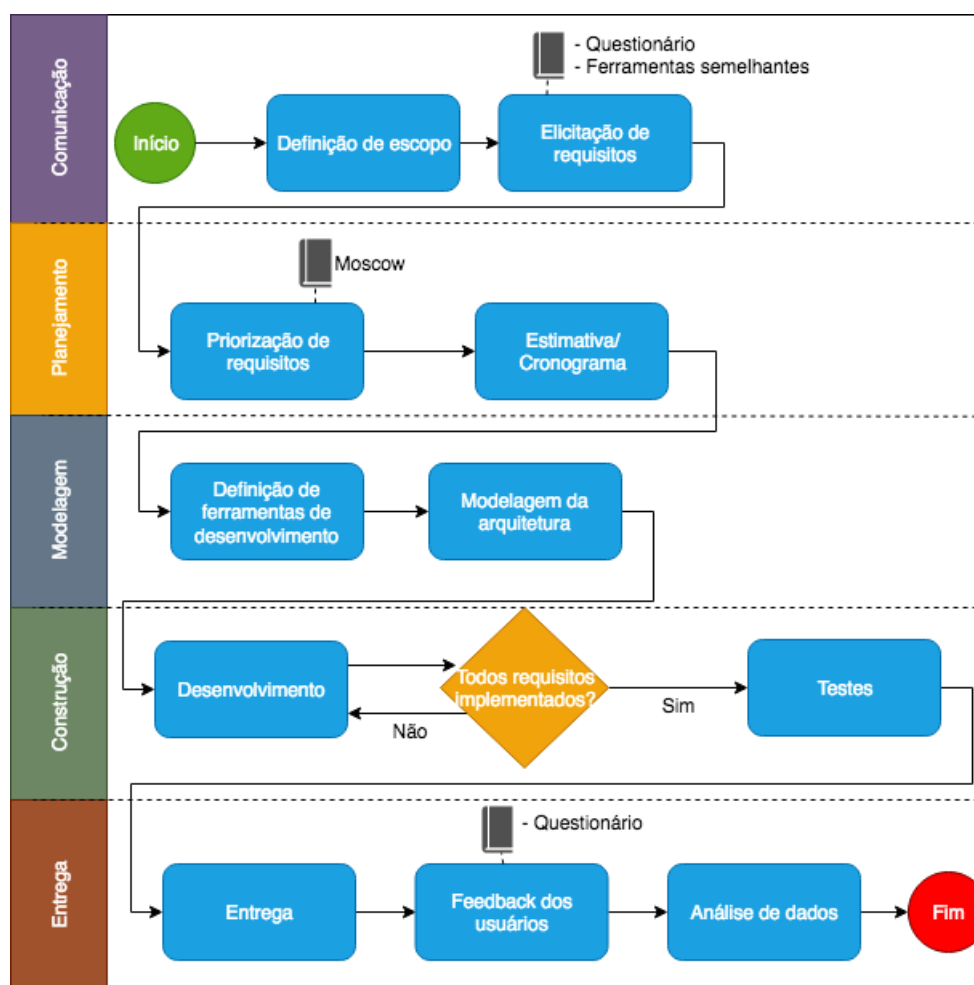 Comunicação
- Questionário
- Ferramentas semelhantes
Início
Definição de escopo
Elicitação de
requisitos
Planejamento
Moscow
Priorização de
requisitos
Estimativa/
Cronograma
Modelagem
Definição de
ferramentas de
desenvolvimento
Modelagem da
arquitetura
Construção
Desenvolvimento
Todos requisitos
implementados?
Não
Sim
Testes
Entrega
- Questionário
Entrega
Feedback dos
usuários
Análise de dados
Fim